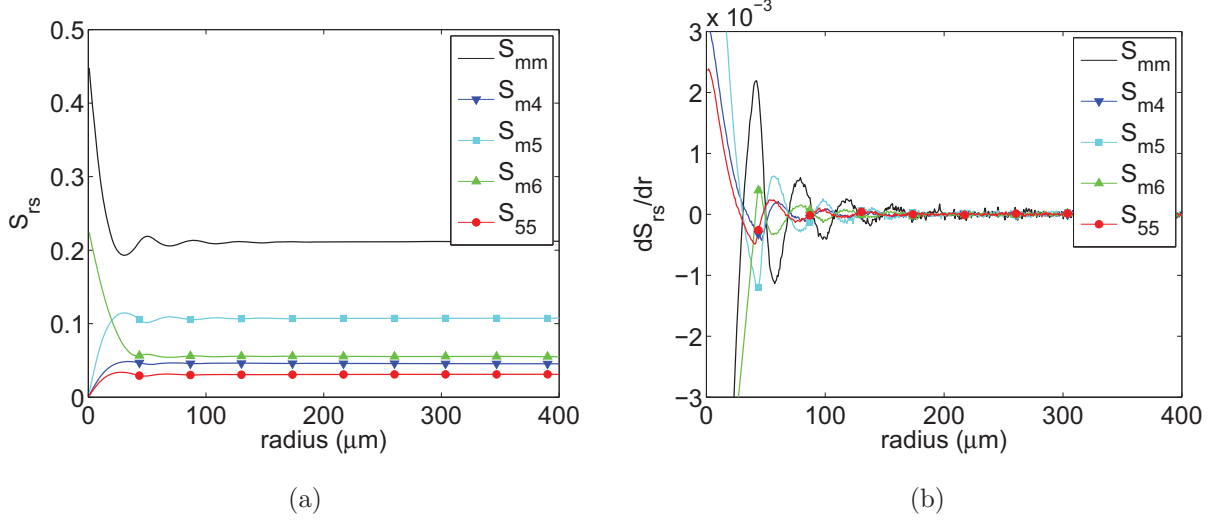 0.5
0.4
0.3
0.2
0.1
0
S_rs
0 100 200 300 400
radius (μm)
S_mm
S_m4
S_m5
S_m6
S_55
(a)
x 10^−3
3
2
1
0
−1
−2
−3
dS_rs/dr
0 100 200 300 400
radius (μm)
S_mm
S_m4
S_m5
S_m6
S_55
(b)